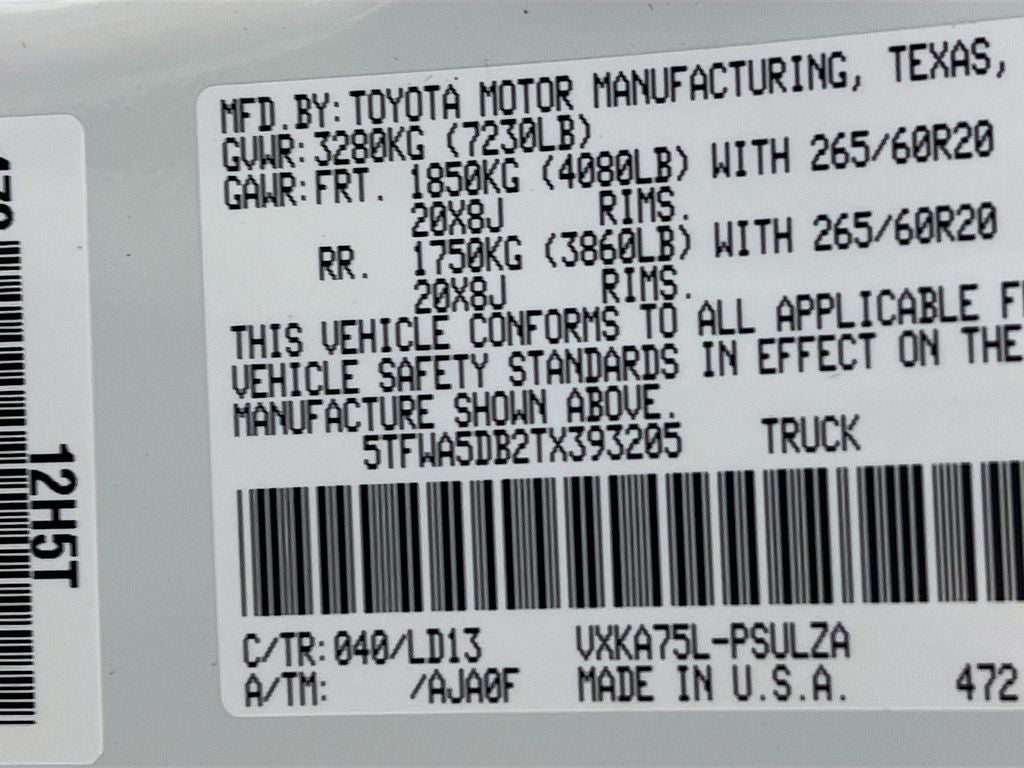 MFD.BY:TOYOTA MOTOR MANUFACTURING, TEXAS,
GVWR:3280KG (7230LB)
GAWR:FRT. 1850KG (4080LB) WITH 265/60R20
20X8J RIMS.
RR. 1750KG (3860LB) WITH 265/60R20
20X8J RIMS.
THIS VEHICLE CONFORMS TO ALL APPLICABLE F
VEHICLE SAFETY STANDARDS IN EFFECT ON THE
MANUFACTURE SHOWN ABOVE.
5TFWA5DB2TX393205 TRUCK
C/TR:040/LD13 VXKA75L-PSULZA
A/TM: /AJA0F MADE IN U.S.A. 472
12H5T